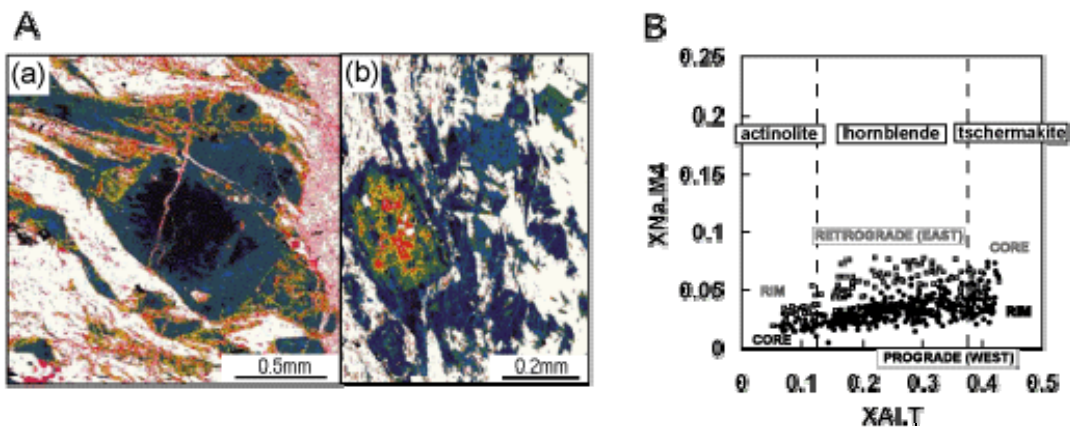 A
(a)
(b)
0.5mm
0.2mm
B
0.25
0.2
0.15
0.1
0.05
0
actinolite
hornblende
tschermakite
RETROGRADE (EAST)
CORE
RIM
RIM
CORE
PROGRADE (WEST)
0 0.1 0.2 0.3 0.4 0.5
XNa.M4
XAl.T